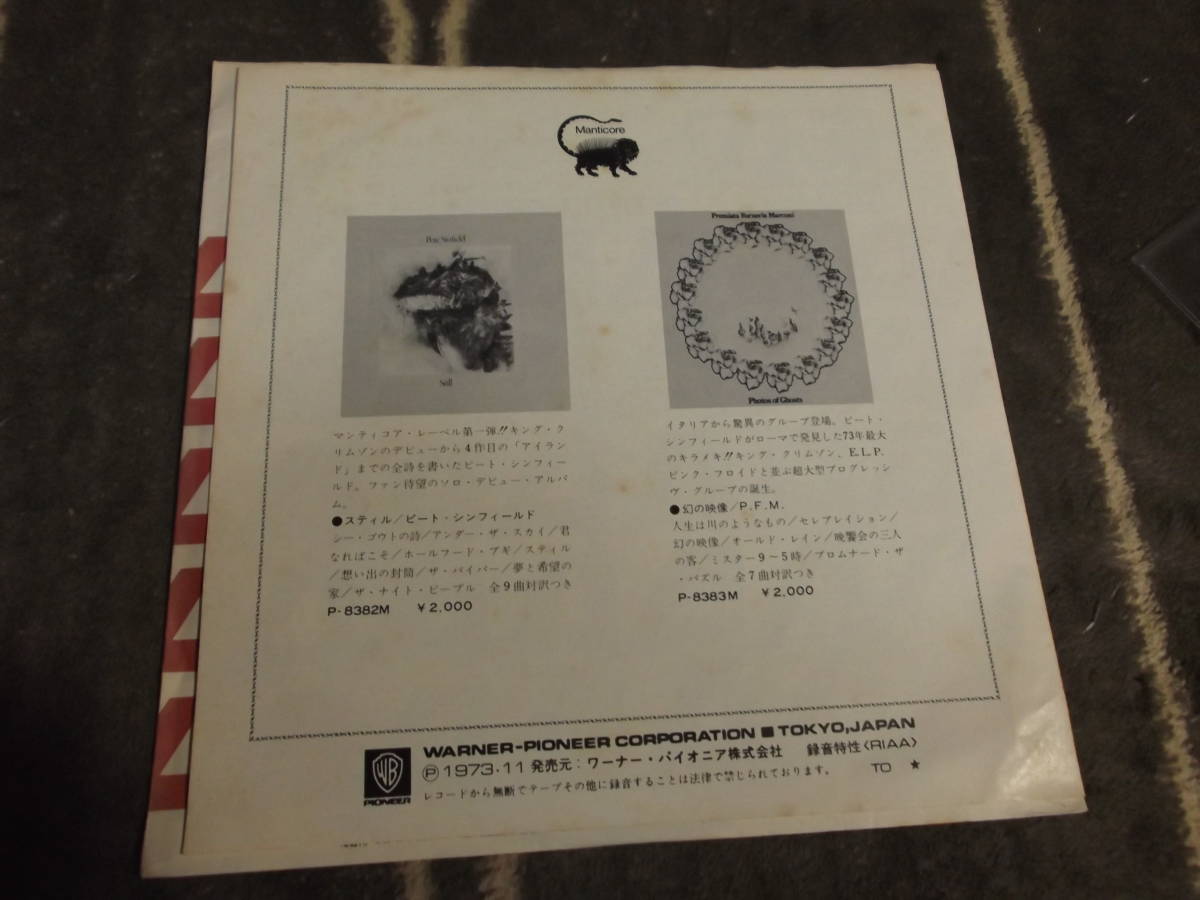 Manticore
Pete Sinfield
Still
マンティコア・レーベル第一弾!!キング・ク
リムゾンのデビューから4作目の「アイラン
ド」までの全詩を書いたピート・シンフィー
ルド。ファン待望のソロ・デビュー・アルバ
ム。
●スティル/ピート・シンフィールド
シー・ゴウトの詩/アンダー・ザ・スカイ/君
なればこそ/ホールフード・ブギ/スティル
/想い出の封筒/ザ・パイパー/夢と希望の
家/ザ・ナイト・ピープル 全9曲対訳つき
P-8382M ¥2,000
Premiata Forneria Marconi
Photos of Ghosts
イタリアから驚異のグループ登場。ピート・
シンフィールドがローマで発見した73年最大
のキラメキ!!キング・クリムゾン、E.L.P.
ピンク・フロイドと並ぶ超大型プログレッシ
ヴ・グループの誕生。
●幻の映像/P.F.M.
人生は川のようなもの/セレブレイション/
幻の映像/オールド・レイン/晩餐会の三人
の客/ミスター9〜5時/プロムナード・ザ
・パズル 全7曲対訳つき
P-8383M ¥2,000
WB
PIONEER
WARNER-PIONEER CORPORATION ■ TOKYO,JAPAN
Ⓟ1973・11 発売元:ワーナー・パイオニア株式会社 録音特性〈RIAA〉
レコードから無断でテープその他に録音することは法律で禁じられております。 TO ★